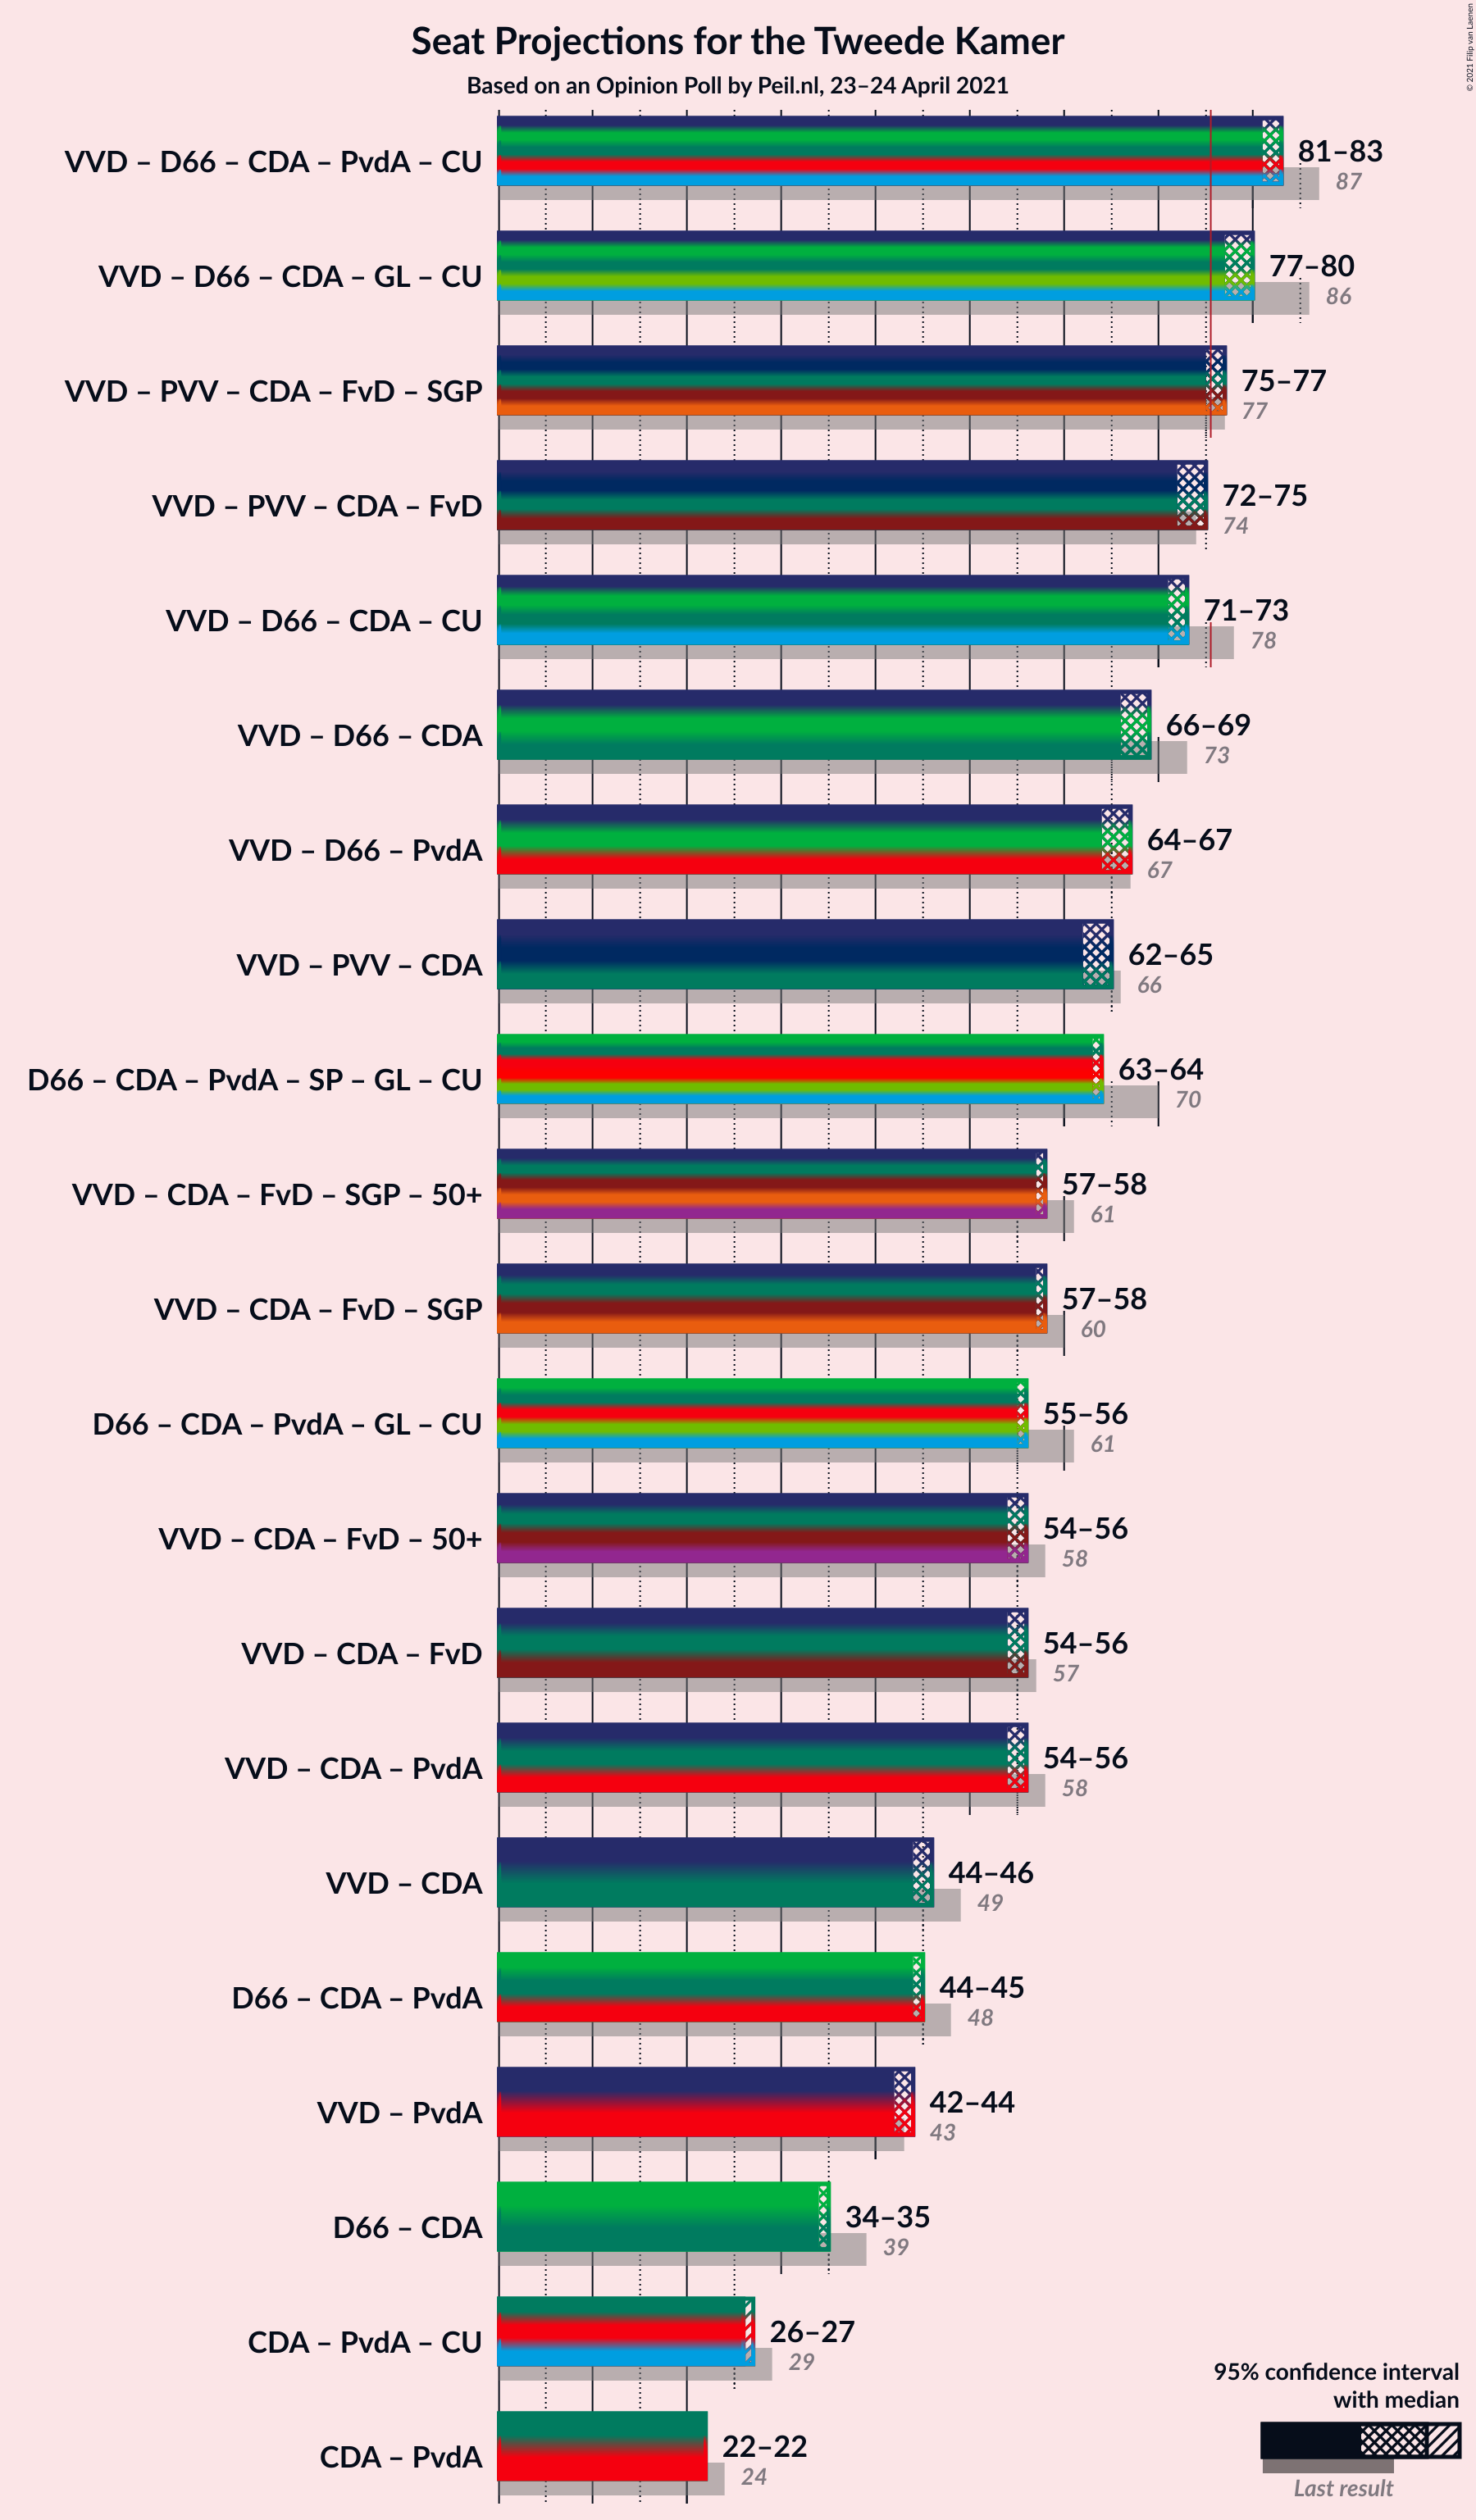 Seat Projections for the Tweede Kamer
Based on an Opinion Poll by Peil.nl, 23–24 April 2021
© 2021 Filip van Laenen
VVD – D66 – CDA – PvdA – CU
81–83
87
VVD – D66 – CDA – GL – CU
77–80
86
VVD – PVV – CDA – FvD – SGP
75–77
77
VVD – PVV – CDA – FvD
72–75
74
VVD – D66 – CDA – CU
71–73
78
VVD – D66 – CDA
66–69
73
VVD – D66 – PvdA
64–67
67
VVD – PVV – CDA
62–65
66
D66 – CDA – PvdA – SP – GL – CU
63–64
70
VVD – CDA – FvD – SGP – 50+
57–58
61
VVD – CDA – FvD – SGP
57–58
60
D66 – CDA – PvdA – GL – CU
55–56
61
VVD – CDA – FvD – 50+
54–56
58
VVD – CDA – FvD
54–56
57
VVD – CDA – PvdA
54–56
58
VVD – CDA
44–46
49
D66 – CDA – PvdA
44–45
48
VVD – PvdA
42–44
43
D66 – CDA
34–35
39
CDA – PvdA – CU
26–27
29
CDA – PvdA
22–22
24
95% confidence interval
with median
Last result